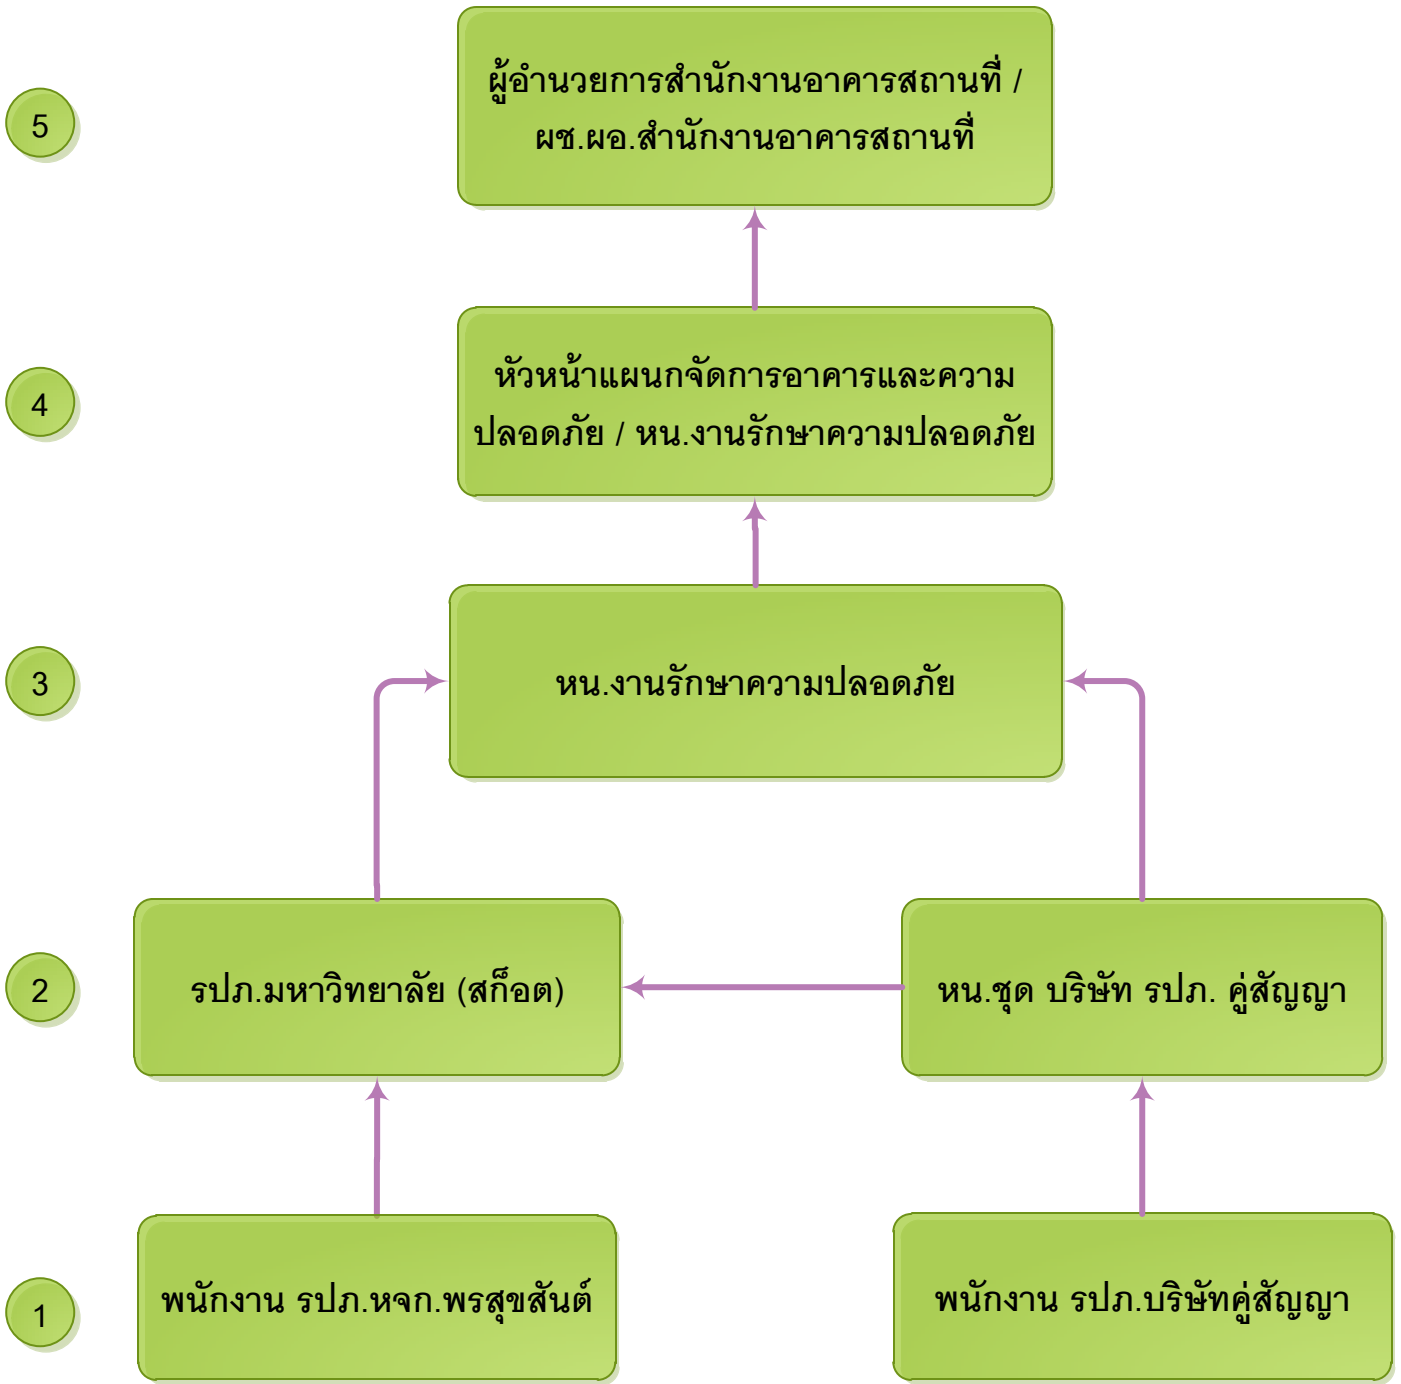 5
ผู้อำนวยการสำนักงานอาคารสถานที่ /
ผช.ผอ.สำนักงานอาคารสถานที่
4
หัวหน้าแผนกจัดการอาคารและความ
ปลอดภัย / หน.งานรักษาความปลอดภัย
3
หน.งานรักษาความปลอดภัย
2
รปภ.มหาวิทยาลัย (สก็อต)
หน.ชุด บริษัท รปภ. คู่สัญญา
1
พนักงาน รปภ.หจก.พรสุขสันต์
พนักงาน รปภ.บริษัทคู่สัญญา